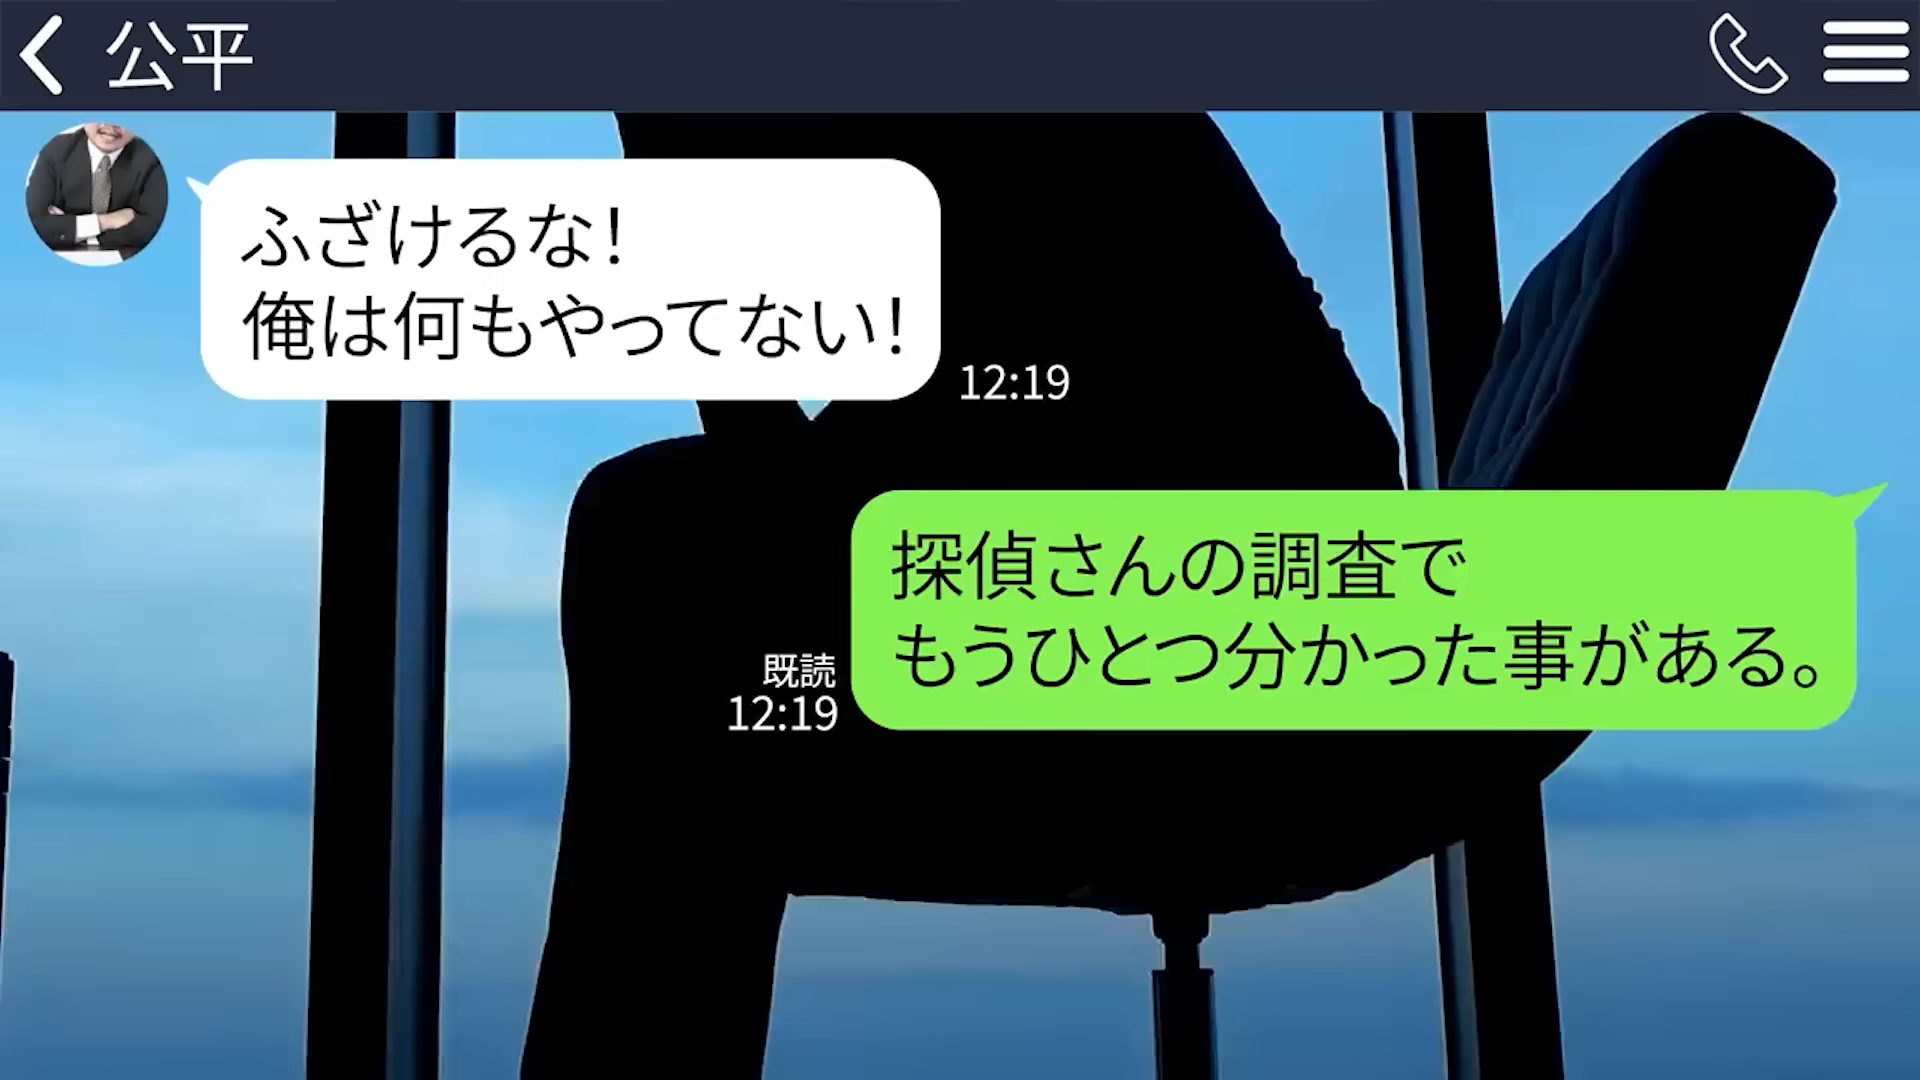 公平
ふざけるな！
俺は何もやってない！
12:19
探偵さんの調査で
もうひとつ分かった事がある。
既読
12:19